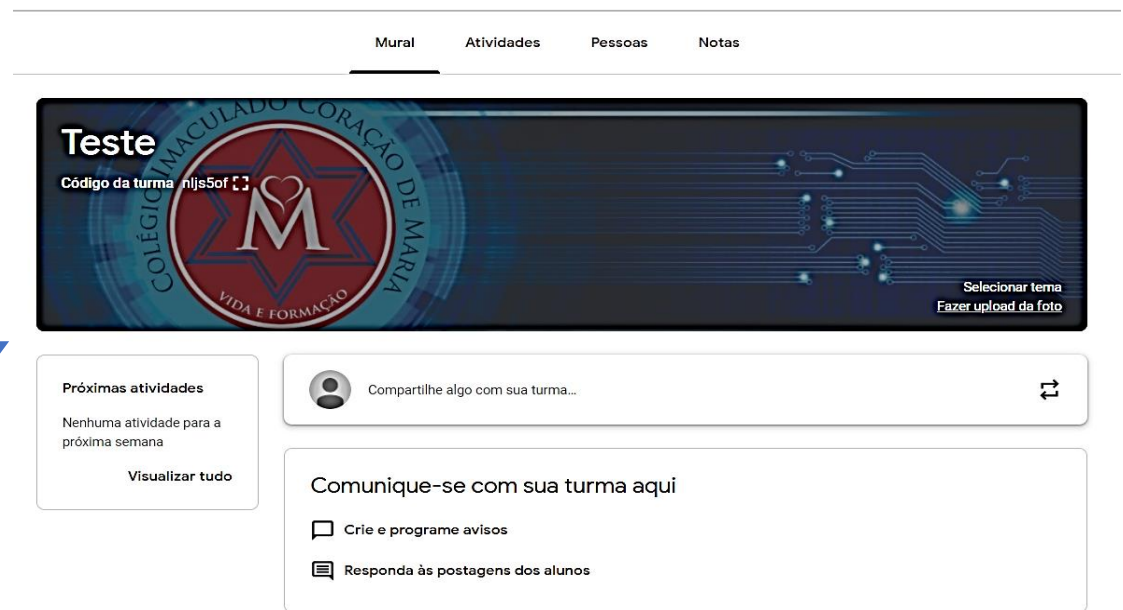 Mural Atividades Pessoas Notas
Teste
Código da turma nljs5of
COLÉGIO IMACULADO CORAÇÃO DE MARIA
M
VIDA E FORMAÇÃO
Selecionar tema
Fazer upload da foto
Próximas atividades
Nenhuma atividade para a
próxima semana
Visualizar tudo
Compartilhe algo com sua turma...
Comunique-se com sua turma aqui
Crie e programe avisos
Responda às postagens dos alunos